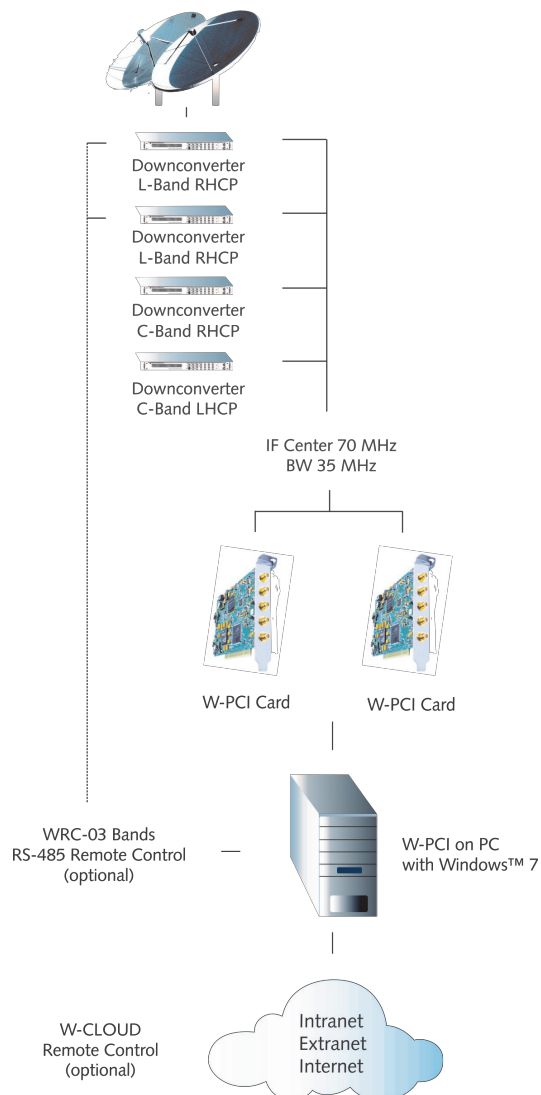 Downconverter
L-Band RHCP
Downconverter
L-Band RHCP
Downconverter
C-Band RHCP
Downconverter
C-Band LHCP
IF Center 70 MHz
BW 35 MHz
W-PCI Card
W-PCI Card
WRC-03 Bands
RS-485 Remote Control
(optional)
W-PCI on PC
with Windows™ 7
W-CLOUD
Remote Control
(optional)
Intranet
Extranet
Internet